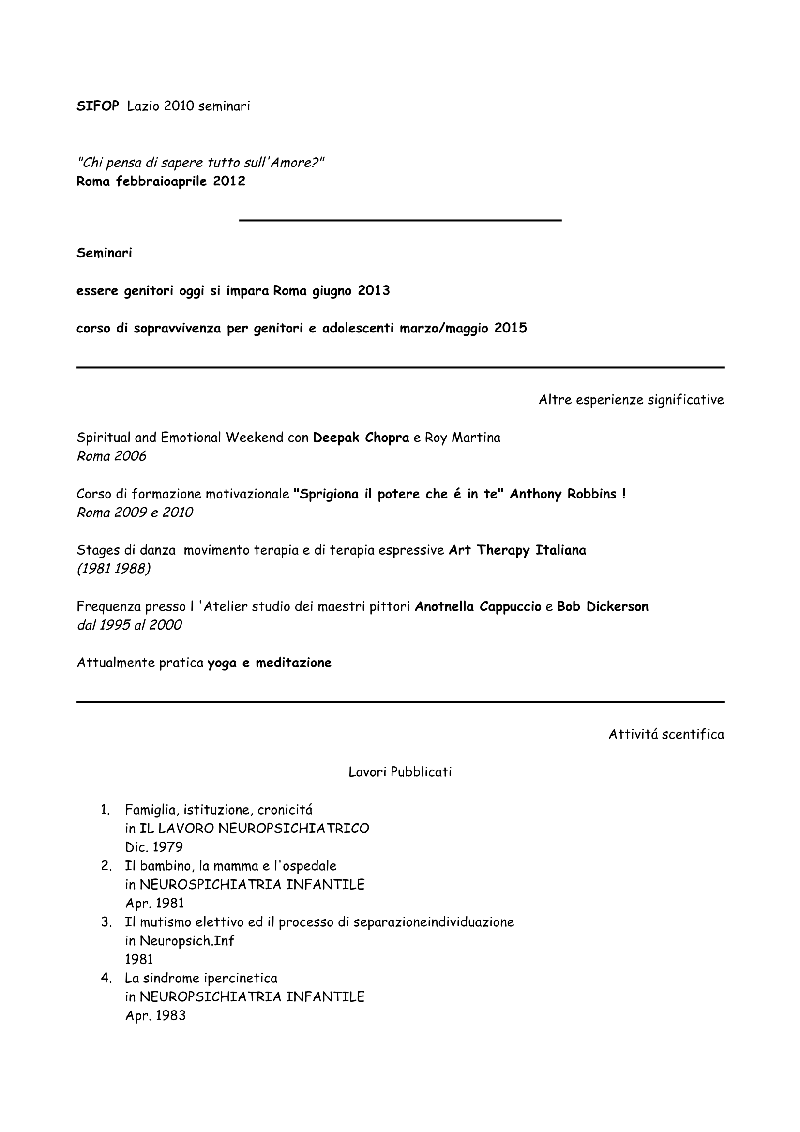 SIFOP Lazio 2010 seminari
"Chi pensa di sapere tutto sull'Amore?"
Roma febbraioaprile 2012
Seminari
essere genitori oggi si impara Roma giugno 2013
corso di sopravvivenza per genitori e adolescenti marzo/maggio 2015
Altre esperienze significative
Spiritual and Emotional Weekend con Deepak Chopra e Roy Martina
Roma 2006
Corso di formazione motivazionale "Sprigiona il potere che é in te" Anthony Robbins !
Roma 2009 e 2010
Stages di danza movimento terapia e di terapia espressive Art Therapy Italiana
(1981 1988)
Frequenza presso l 'Atelier studio dei maestri pittori Anotnella Cappuccio e Bob Dickerson
dal 1995 al 2000
Attualmente pratica yoga e meditazione
Attivitá scentifica
Lavori Pubblicati
1. Famiglia, istituzione, cronicitá
in IL LAVORO NEUROPSICHIATRICO
Dic. 1979
2. Il bambino, la mamma e l'ospedale
in NEUROSPICHIATRIA INFANTILE
Apr. 1981
3. Il mutismo elettivo ed il processo di separazioneindividuazione
in Neuropsich.Inf
1981
4. La sindrome ipercinetica
in NEUROPSICHIATRIA INFANTILE
Apr. 1983